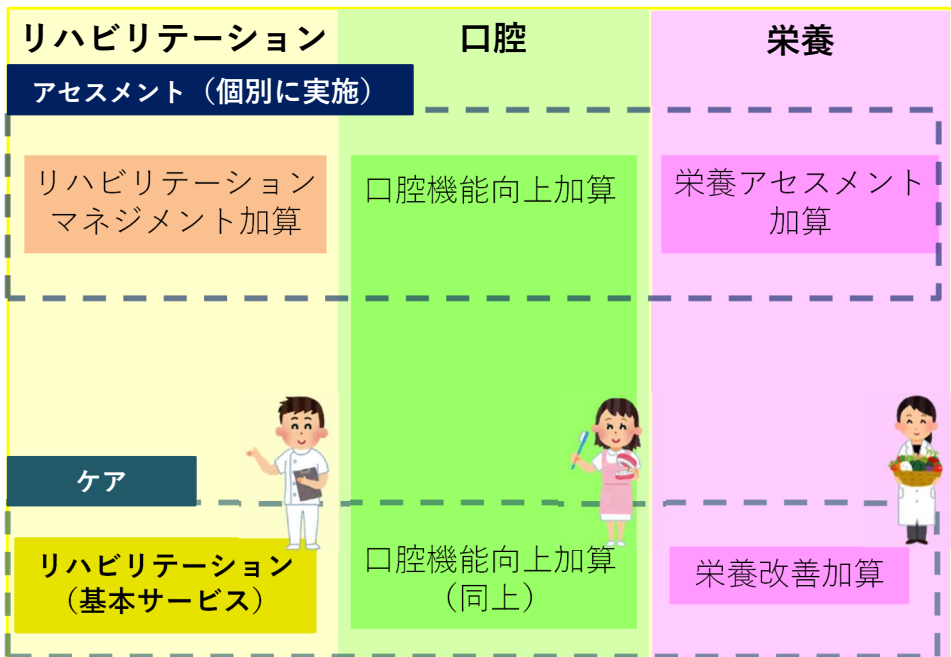 リハビリテーション
口腔
栄養
アセスメント（個別に実施）
リハビリテーション
マネジメント加算
口腔機能向上加算
栄養アセスメント
加算
ケア
リハビリテーション
（基本サービス）
口腔機能向上加算
（同上）
栄養改善加算